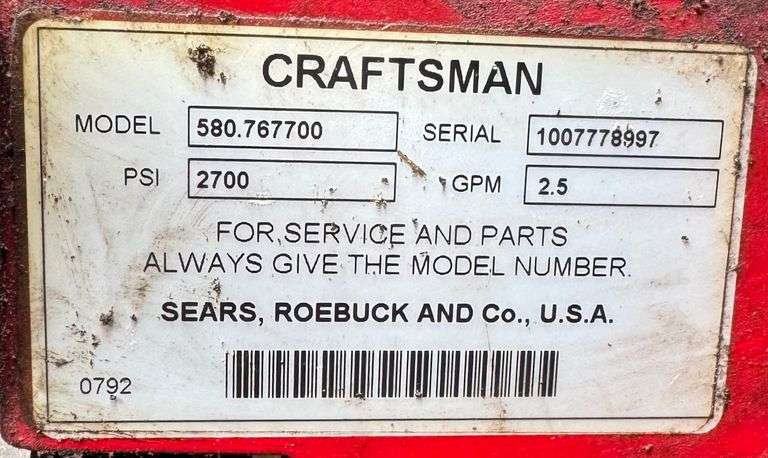 CRAFTSMAN
MODEL 580.767700 SERIAL 1007778997
PSI 2700 GPM 2.5
FOR SERVICE AND PARTS
ALWAYS GIVE THE MODEL NUMBER.
SEARS, ROEBUCK AND Co., U.S.A.
0792